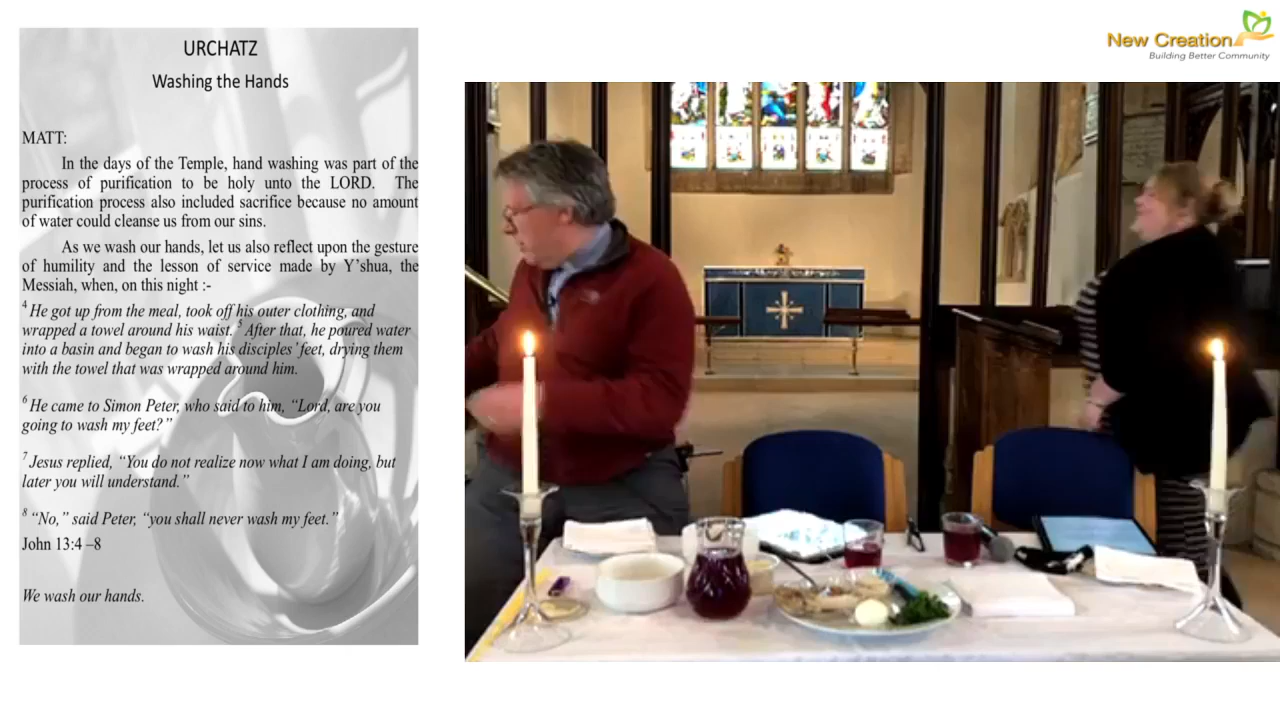 URCHATZ
Washing the Hands
MATT:
In the days of the Temple, hand washing was part of the
process of purification to be holy unto the LORD. The
purification process also included sacrifice because no amount
of water could cleanse us from our sins.
As we wash our hands, let us also reflect upon the gesture
of humility and the lesson of service made by Y'shua, the
Messiah, when, on this night :-
4 He got up from the meal, took off his outer clothing, and
wrapped a towel around his waist. 5 After that, he poured water
into a basin and began to wash his disciples' feet, drying them
with the towel that was wrapped around him.
6 He came to Simon Peter, who said to him, “Lord, are you
going to wash my feet?”
7 Jesus replied, “You do not realize now what I am doing, but
later you will understand.”
8 “No,” said Peter, “you shall never wash my feet.”
John 13:4 –8
We wash our hands.
New Creation
Building Better Community